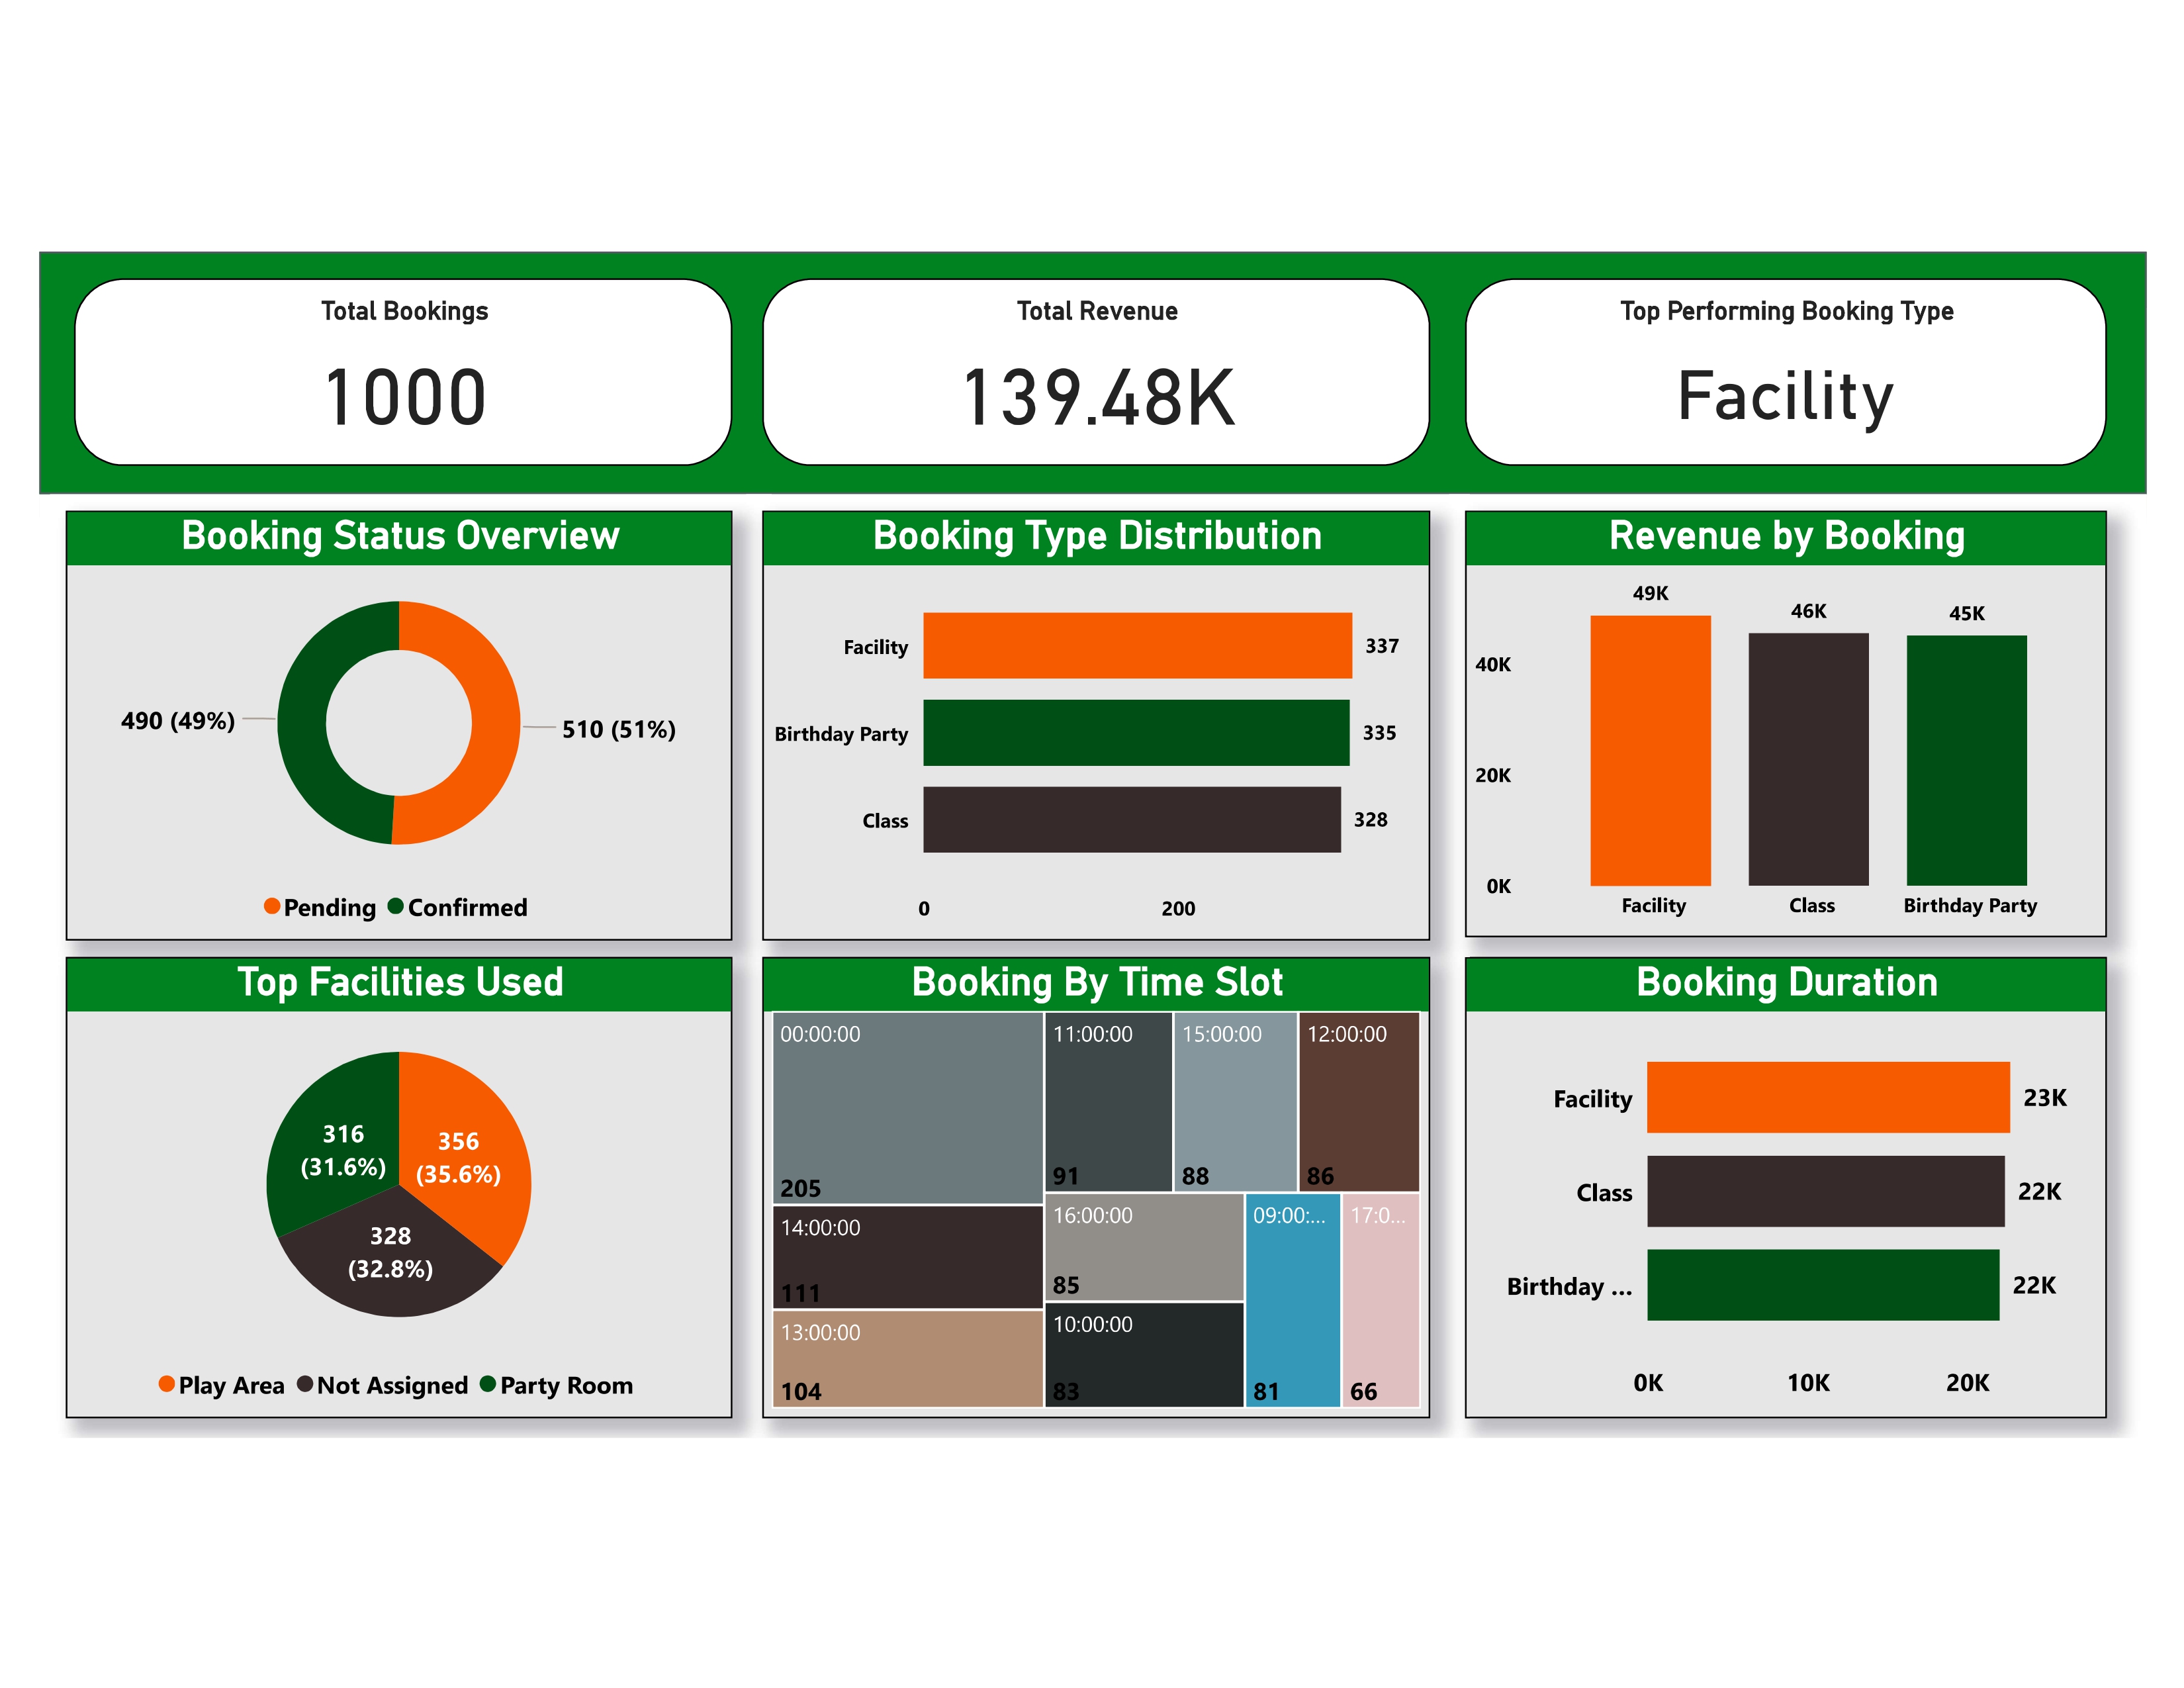 Total Bookings
1000
Total Revenue
139.48K
Top Performing Booking Type
Facility
Booking Status Overview
490 (49%)
510 (51%)
Pending Confirmed
Booking Type Distribution
Facility 337
Birthday Party 335
Class 328
0 200
Revenue by Booking
49K 46K 45K
40K
20K
0K
Facility Class Birthday Party
Top Facilities Used
316
(31.6%)
356
(35.6%)
328
(32.8%)
Play Area Not Assigned Party Room
Booking By Time Slot
00:00:00
205
14:00:00
111
13:00:00
104
11:00:00
91
15:00:00
88
12:00:00
86
16:00:00
85
10:00:00
83
09:00:...
81
17:0...
66
Booking Duration
Facility 23K
Class 22K
Birthday ... 22K
0K 10K 20K